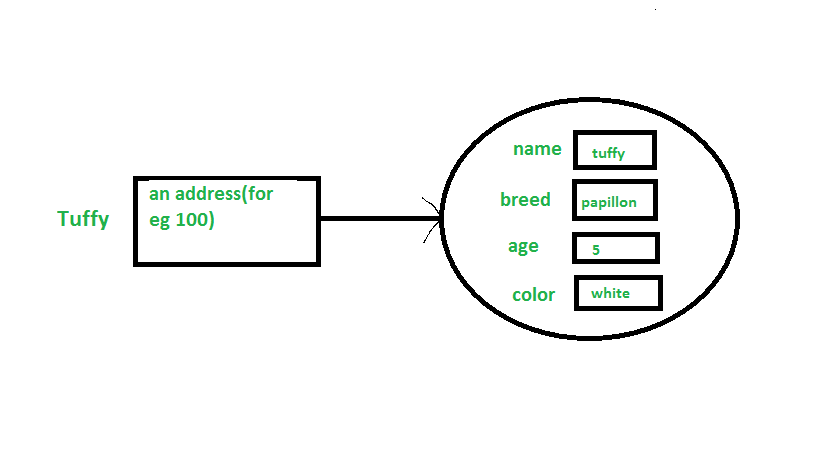 Tuffy
an address(for
eg 100)
name
tuffy
breed
papillon
age
5
color
white